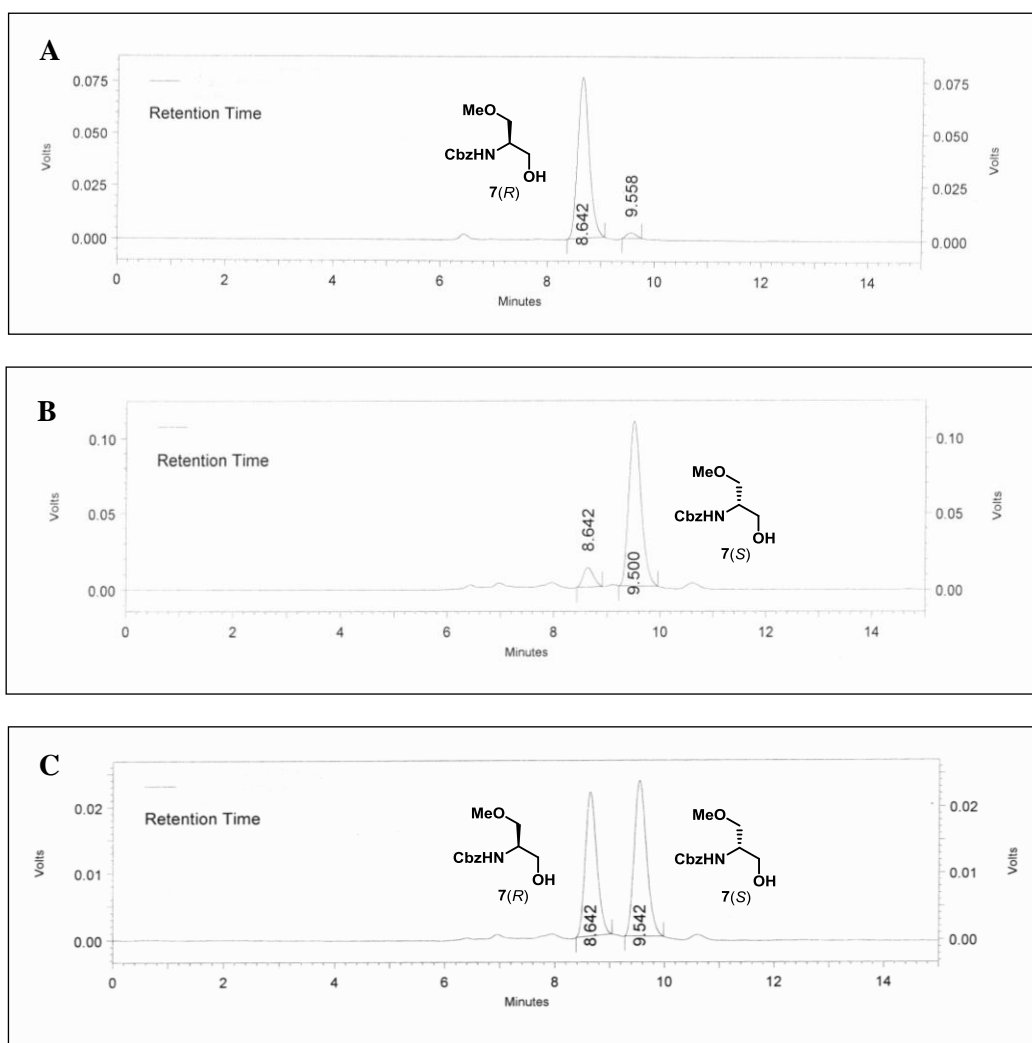 A
0.075 0.075
Retention Time
MeO
0.050 0.050
Volts Volts
CbzHN
OH
7(R)
9.558
8.642
0.025 0.025
0.000 0.000
0 2 4 6 8 10 12 14
Minutes
B
0.10 0.10
Retention Time
MeO
Volts Volts
CbzHN
OH
7(S)
8.642
9.500
0.05 0.05
0.00 0.00
0 2 4 6 8 10 12 14
Minutes
C
0.02 0.02
Retention Time
MeO MeO
Volts Volts
CbzHN CbzHN
OH OH
7(R) 7(S)
0.01 0.01
8.642 9.542
0.00 0.00
0 2 4 6 8 10 12 14
Minutes